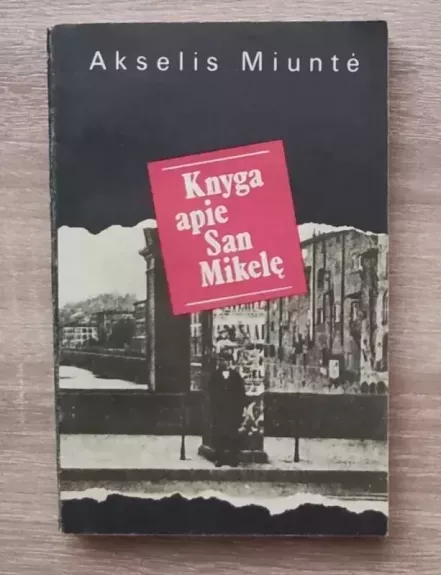 Akselis Miuntė
Knyga
apie
San
Mikelę